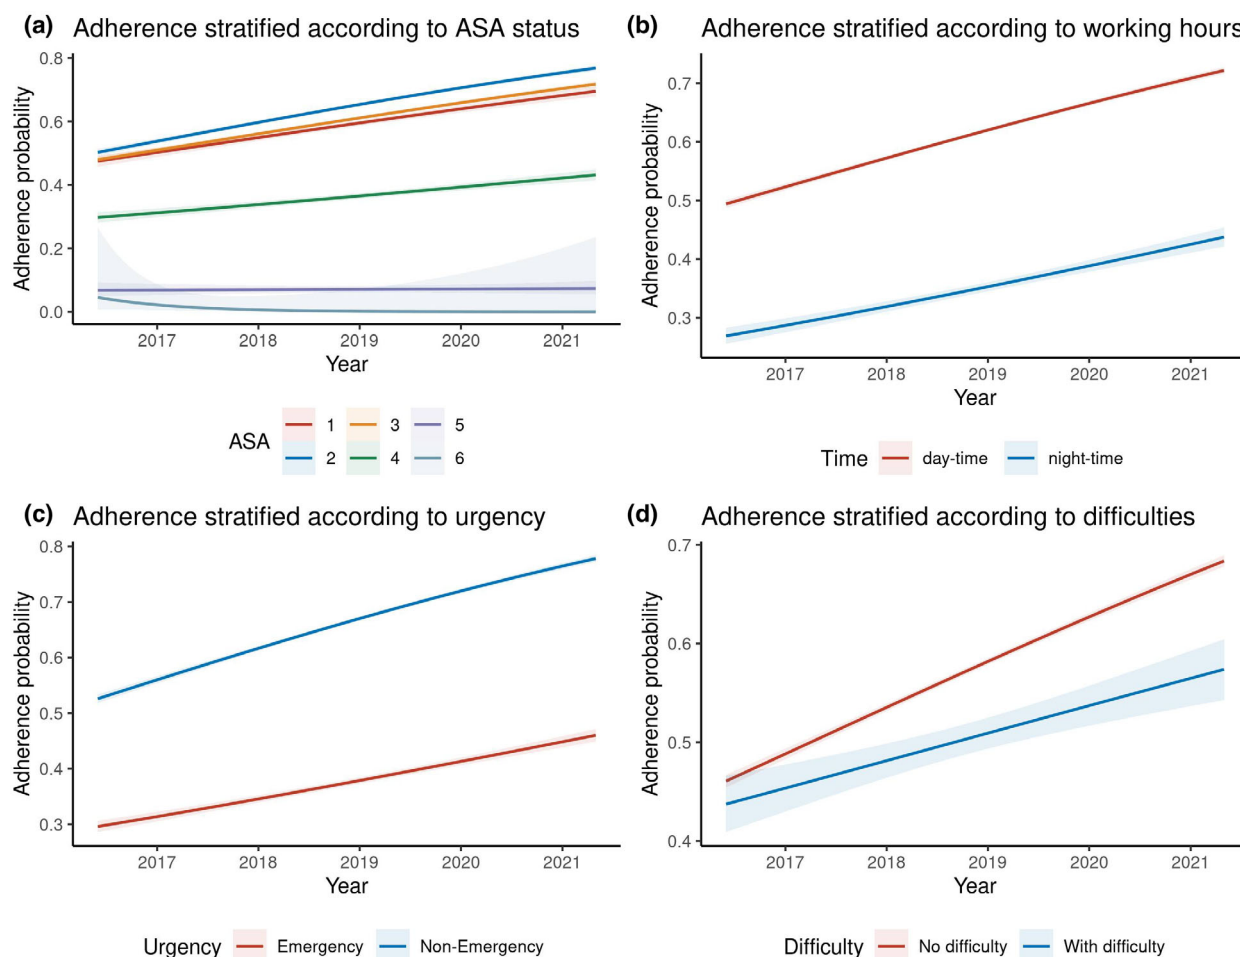 (a) Adherence stratified according to ASA status
Adherence probability
0.8
0.6
0.4
0.2
0.0
2017 2018 2019 2020 2021
Year
ASA
1 3 5
2 4 6
(b) Adherence stratified according to working hours
Adherence probability
0.7
0.6
0.5
0.4
0.3
2017 2018 2019 2020 2021
Year
Time day-time night-time
(c) Adherence stratified according to urgency
Adherence probability
0.8
0.7
0.6
0.5
0.4
0.3
2017 2018 2019 2020 2021
Year
Urgency Emergency Non-Emergency
(d) Adherence stratified according to difficulties
Adherence probability
0.7
0.6
0.5
0.4
2017 2018 2019 2020 2021
Year
Difficulty No difficulty With difficulty